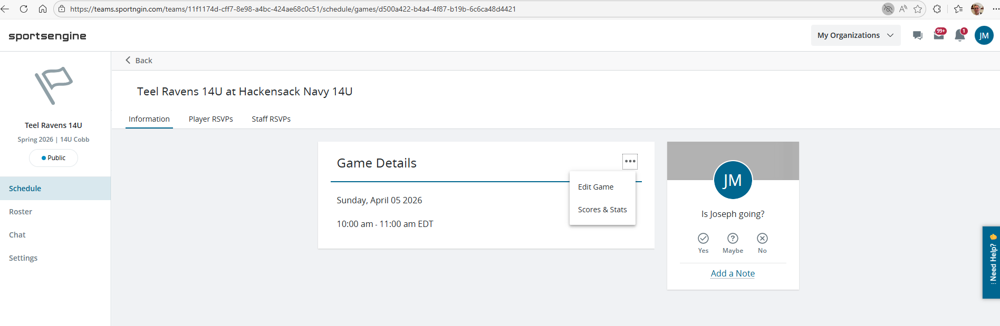 https://teams.sportngin.com/teams/11f1174d-cff7-8e98-a4bc-424ae68c0c51/schedule/games/d500a422-b4a4-4f87-b19b-6c6ca48d4421
sportsengine
My Organizations
99+
1
JM
Back
Teel Ravens 14U at Hackensack Navy 14U
Information Player RSVPs Staff RSVPs
Teel Ravens 14U
Spring 2026 | 14U Cobb
Public
Schedule
Roster
Chat
Settings
Game Details
Edit Game
Scores & Stats
Sunday, April 05 2026
10:00 am - 11:00 am EDT
JM
Is Joseph going?
Yes Maybe No
Add a Note
Need Help?